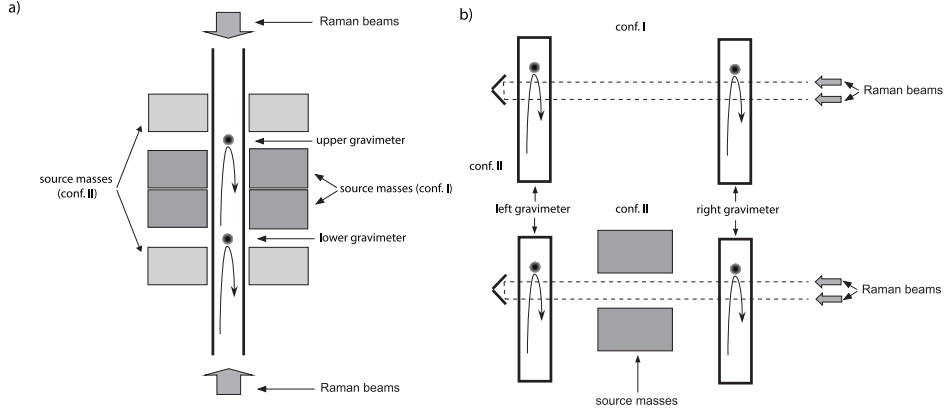 a)
Raman beams
upper gravimeter
source masses
(conf. II)
source masses (conf. I)
lower gravimeter
Raman beams
b)
conf. I
Raman beams
conf. II
left gravimeter
conf. II
right gravimeter
Raman beams
source masses